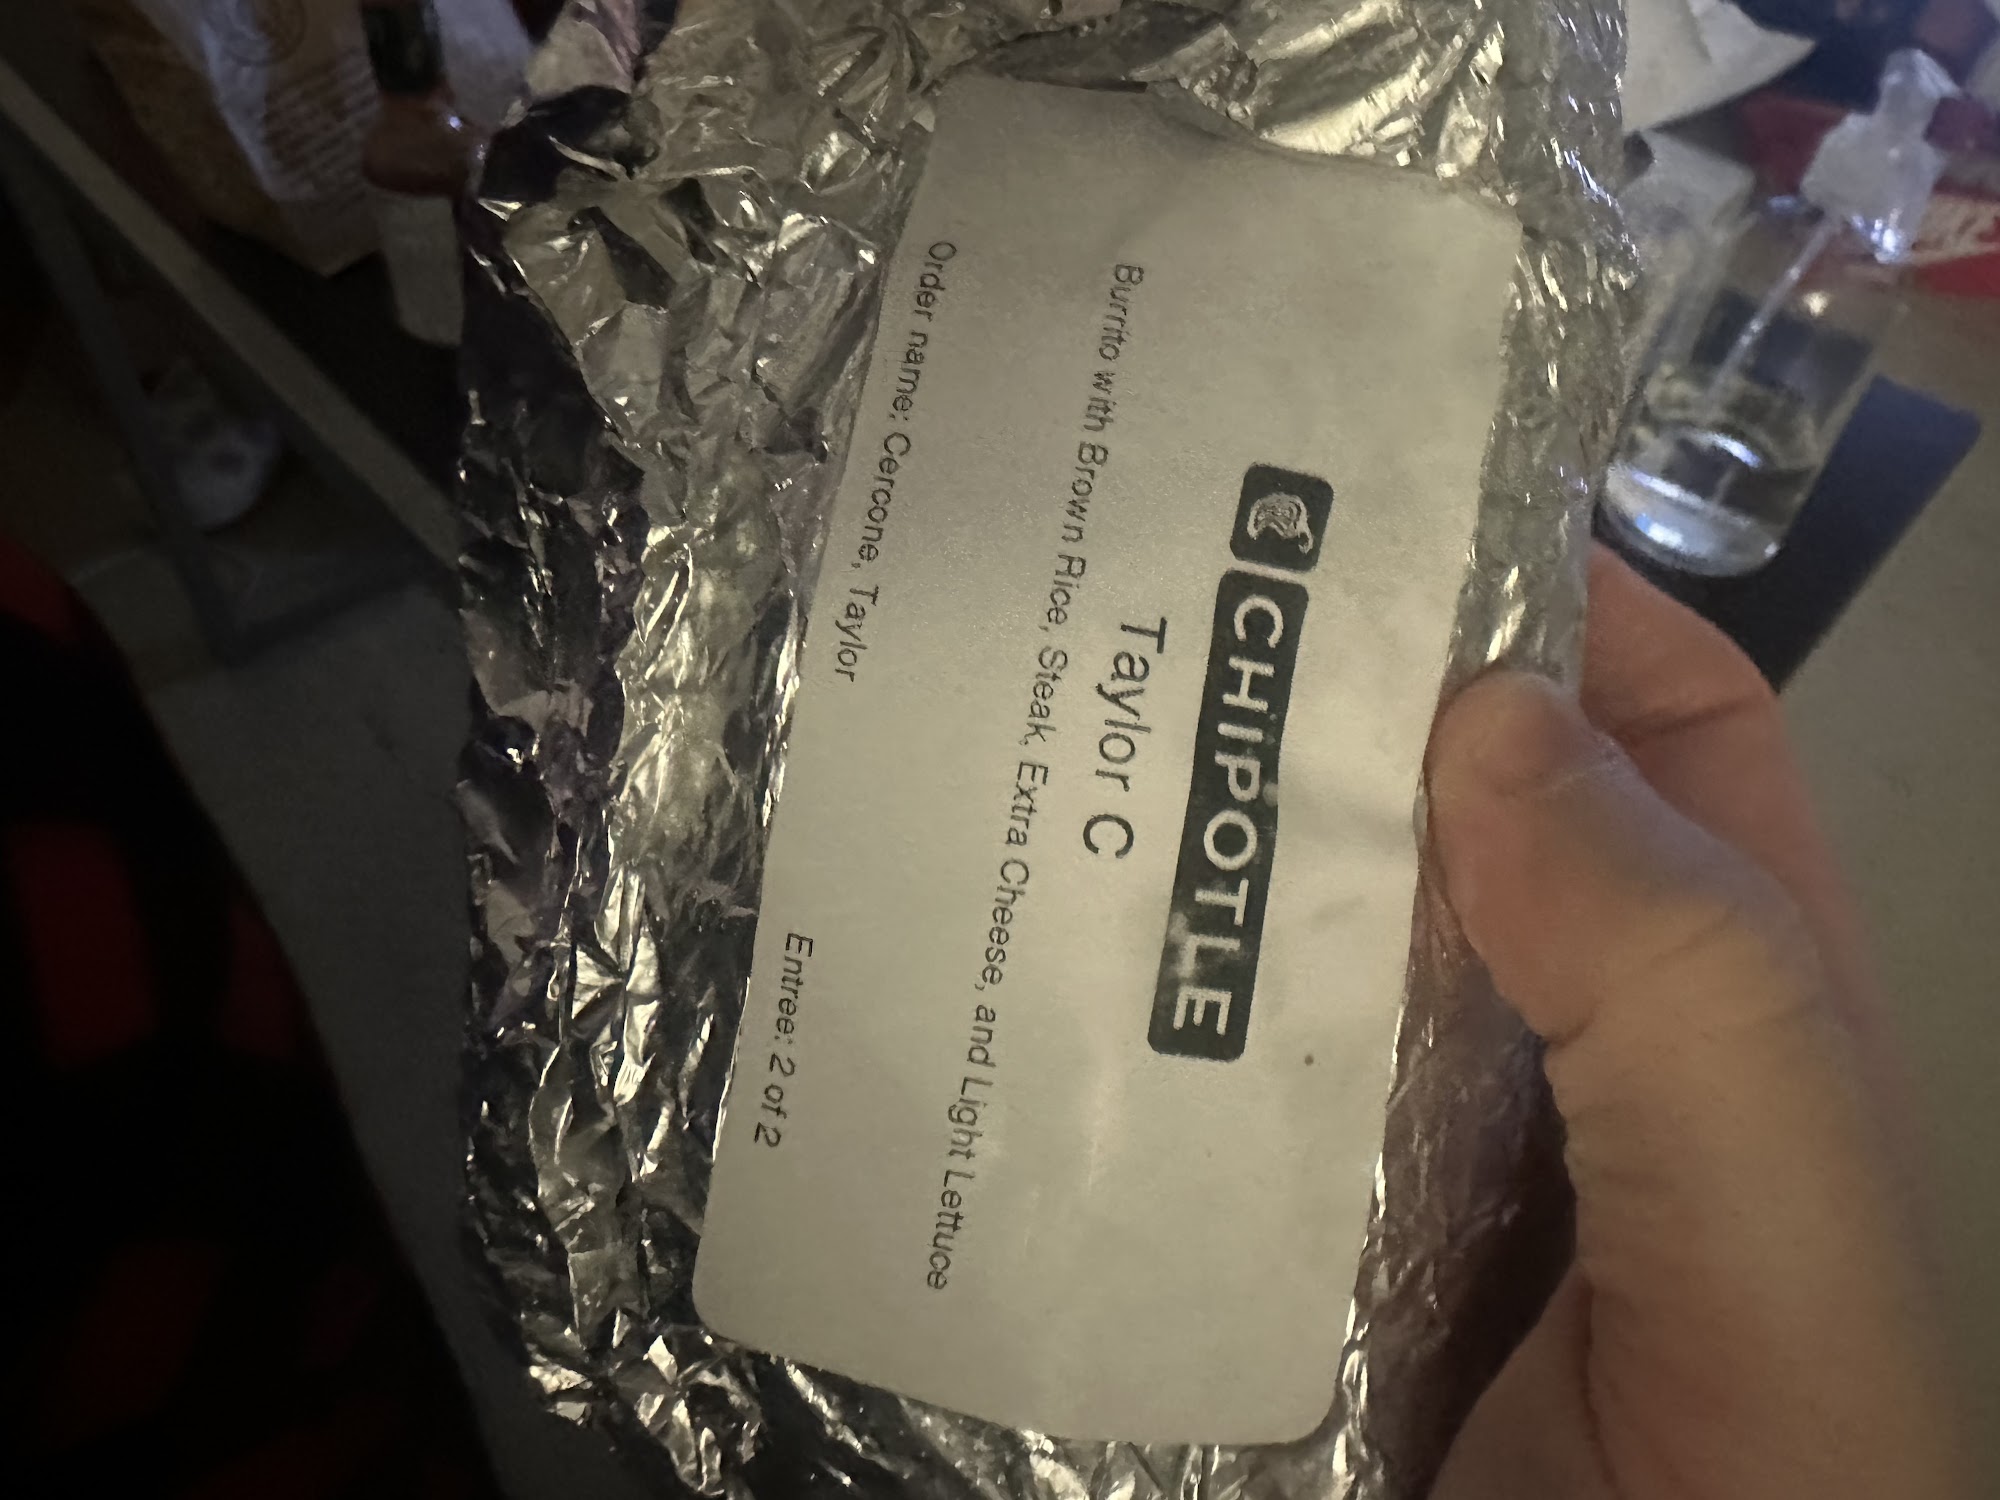 CHIPOTLE
Taylor C
Burrito with Brown Rice, Steak, Extra Cheese, and Light Lettuce
Order name: Cercone, Taylor
Entree: 2 of 2